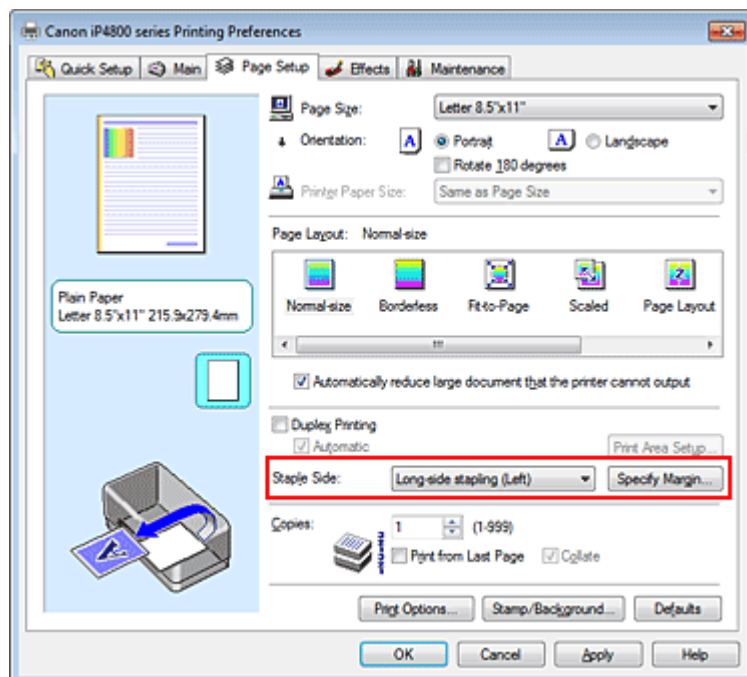 Canon iP4800 series Printing Preferences
Quick Setup Main Page Setup Effects Maintenance
Page Size: Letter 8.5"x11"
Orientation: A Portrait A Landscape
Rotate 180 degrees
Printer Paper Size: Same as Page Size
Page Layout: Normal-size
Normal-size Borderless Fit-to-Page Scaled Page Layout
Plain Paper
Letter 8.5"x11" 215.9x279.4mm
Automatically reduce large document that the printer cannot output
Duplex Printing
Automatic Print Area Setup...
Staple Side: Long-side stapling (Left) Specify Margin...
Copies: 1 (1-999)
Print from Last Page Collate
Print Options... Stamp/Background... Defaults
OK Cancel Apply Help